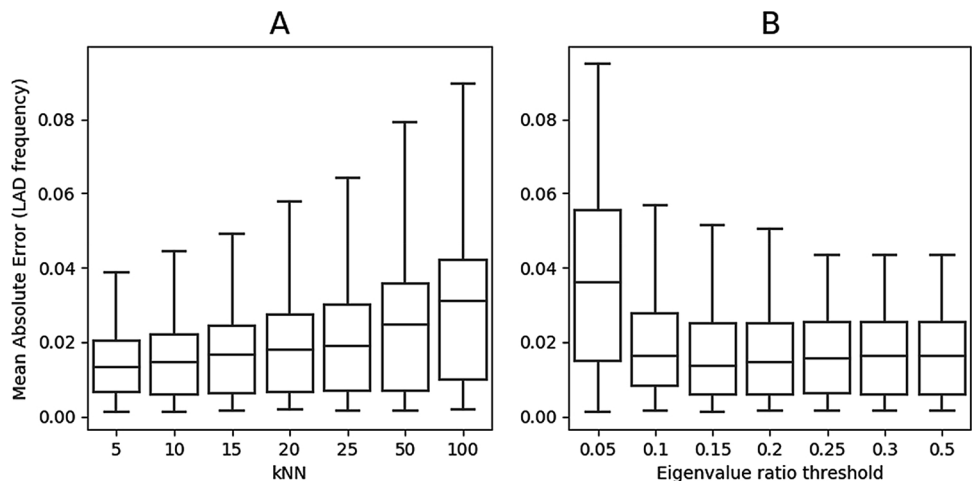 A
B
Mean Absolute Error (LAD frequency)
0.08
0.06
0.04
0.02
0.00
5 10 15 20 25 50 100
kNN
0.08
0.06
0.04
0.02
0.00
0.05 0.1 0.15 0.2 0.25 0.3 0.5
Eigenvalue ratio threshold